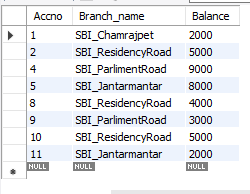 Accno Branch_name Balance
1 SBI_Chamrajpet 2000
2 SBI_ResidencyRoad 5000
4 SBI_ParlimentRoad 9000
5 SBI_Jantarmantar 8000
8 SBI_ResidencyRoad 4000
9 SBI_ParlimentRoad 3000
10 SBI_ResidencyRoad 5000
11 SBI_Jantarmantar 2000
NULL NULL NULL